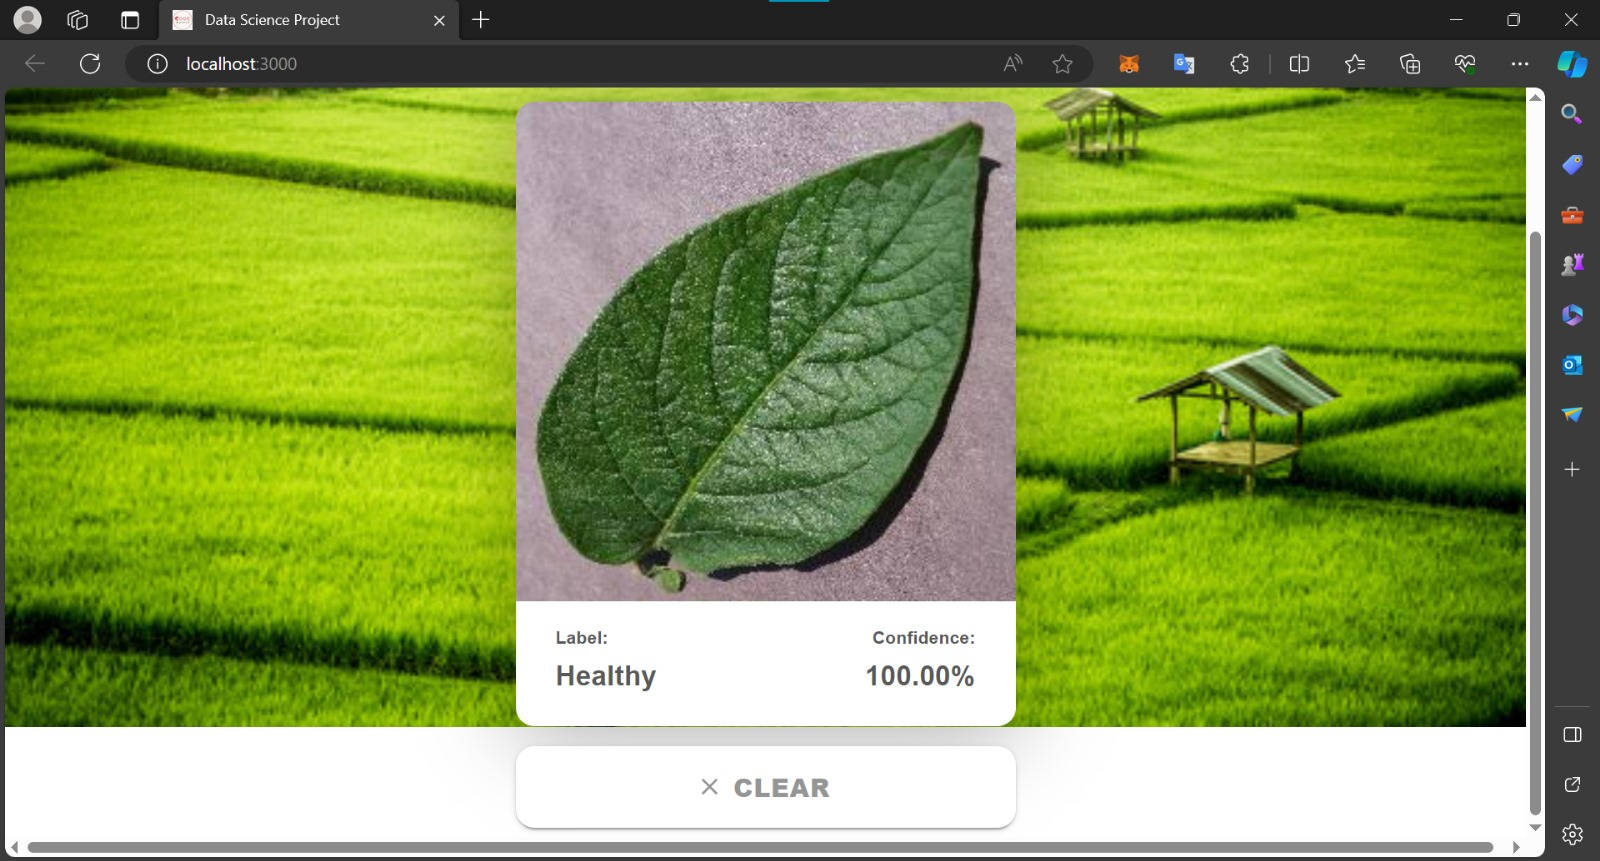 Data Science Project
localhost:3000
Label:
Confidence:
Healthy
100.00%
CLEAR